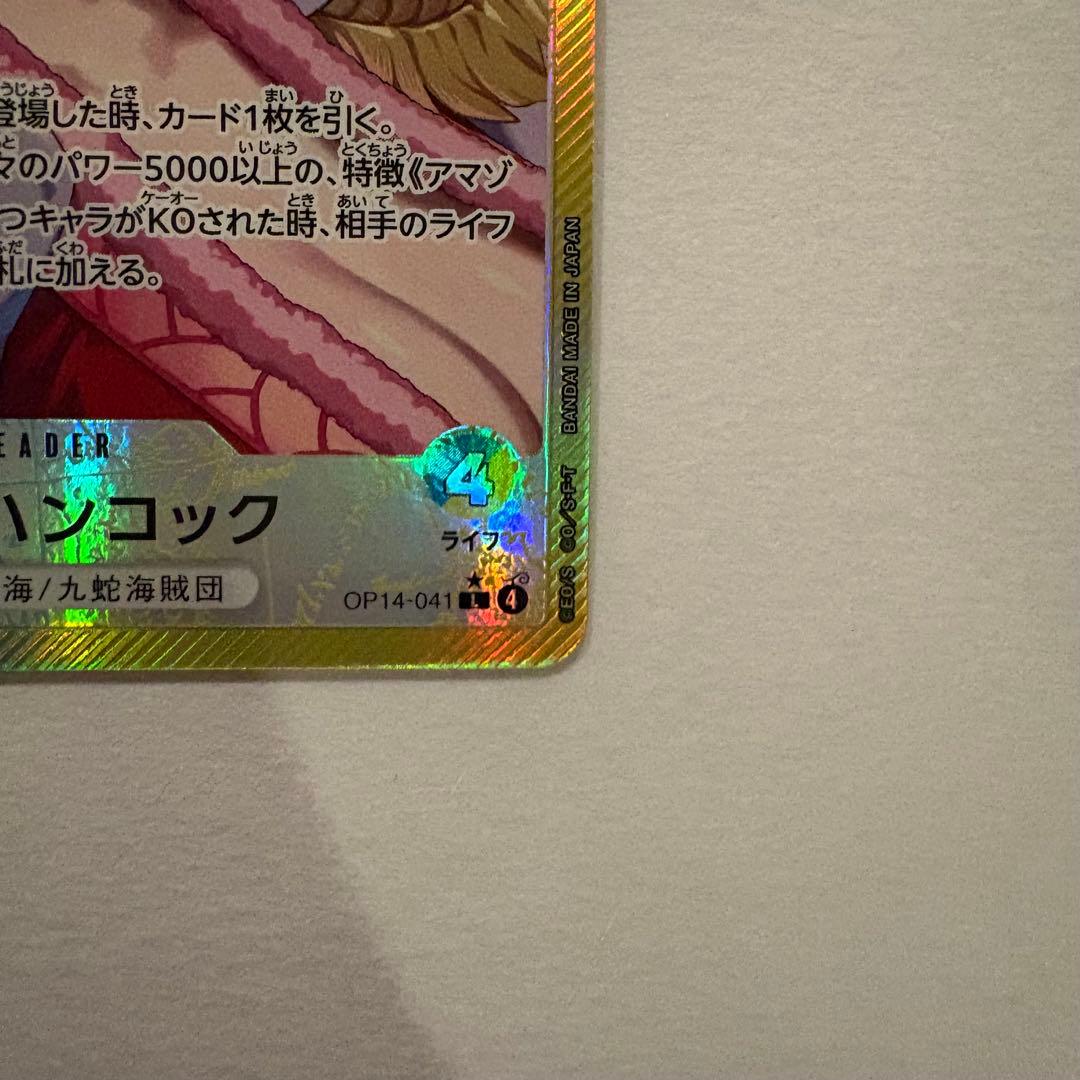 登場した時、カード1枚を引く。
々のパワー5000以上の、特徴《アマゾ
つキャラがKOされた時、相手のライフ
札に加える。
EADER
ハンコック
4
ライフ
海/九蛇海賊団
OP14-041 L 4
©EO/S ©O/S・F・T BANDAI MADE IN JAPAN